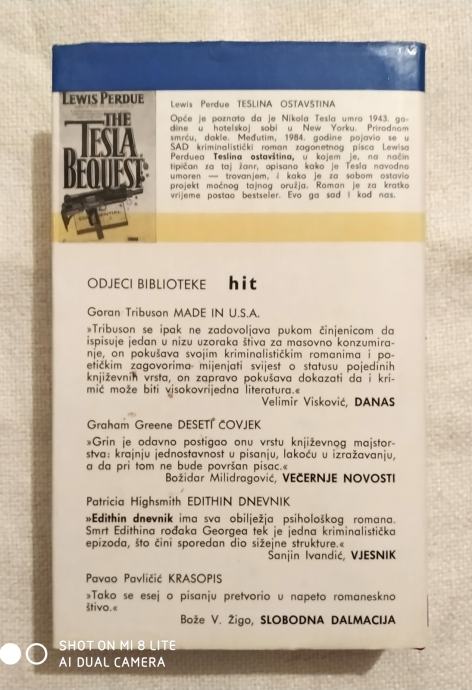 LEWIS PERDUE
THE
TESLA
BEQUEST
Lewis Perdue TESLINA OSTAVŠTINA
Opće je poznato da je Nikola Tesla umro 1943. go-
dine u hotelskoj sobi u New Yorku. Prirodnom
smrću, dakle. Međutim, 1984. godine pojavio se u
SAD kriminalistički roman zagonetnog pisca Lewisa
Perduea Teslina ostavština, u kojem je, na način
tipičan za taj žanr, opisano kako je Tesla navodno
umoren — trovanjem, i kako je za sobom ostavio
projekt moćnog tajnog oružja. Roman je za kratko
vrijeme postao bestseler. Evo ga sad i kod nas.
ODJECI BIBLIOTEKE hit
Goran Tribuson MADE IN U.S.A.
»Tribuson se ipak ne zadovoljava pukom činjenicom da
ispisuje jedan u nizu uzoraka štiva za masovno konzumira-
nje, on pokušava svojim kriminalističkim romanima i po-
etičkim zagovorima mijenjati svijest o statusu pojedinih
književnih vrsta, on zapravo pokušava dokazati da i kri-
mić može biti visokovrijedna literatura.«
Velimir Visković, DANAS
Graham Greene DESETI ČOVJEK
»Grin je odavno postigao onu vrstu književnog majstor-
stva: krajnju jednostavnost u pisanju, lakoću u izražavanju,
a da pri tom ne bude površan pisac.«
Božidar Milidragović, VEČERNJE NOVOSTI
Patricia Highsmith EDITHIN DNEVNIK
»Edithin dnevnik ima sva obilježja psihološkog romana.
Smrt Edithina rođaka Georgea tek je jedna kriminalistička
epizoda, što čini sporedan dio sižejne strukture.«
Sanjin Ivandić, VJESNIK
Pavao Pavličić KRASOPIS
»Tako se esej o pisanju pretvorio u napeto romaneskno
štivo.«
Bože V. Žigo, SLOBODNA DALMACIJA
SHOT ON MI 8 LITE
AI DUAL CAMERA